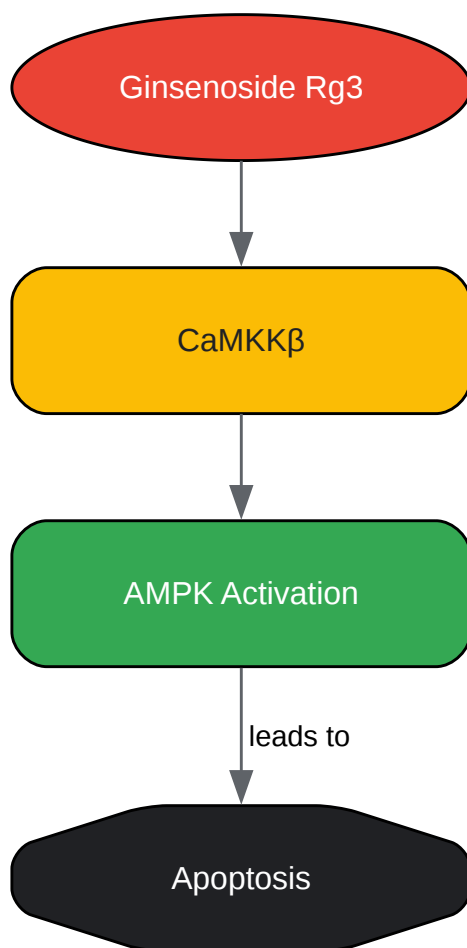 Ginsenoside Rg3
CaMKKβ
AMPK Activation
leads to
Apoptosis